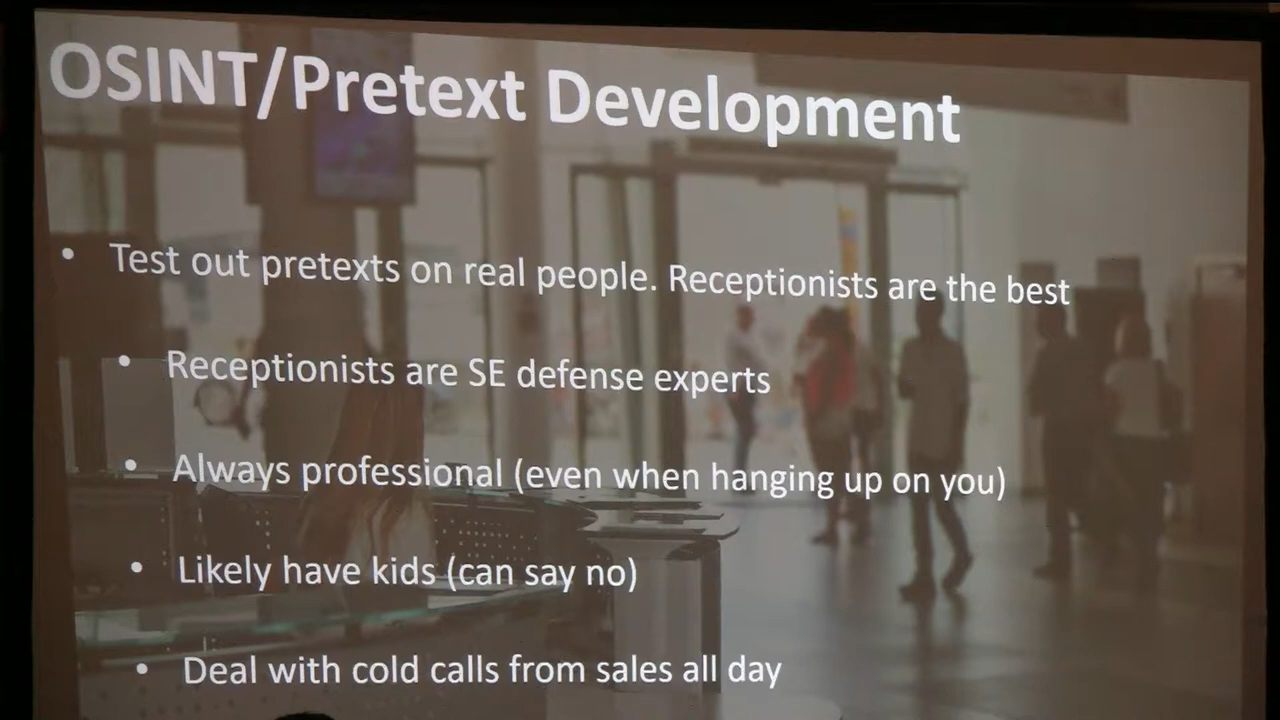 OSINT/Pretext Development
• Test out pretexts on real people. Receptionists are the best
• Receptionists are SE defense experts
• Always professional (even when hanging up on you)
• Likely have kids (can say no)
• Deal with cold calls from sales all day